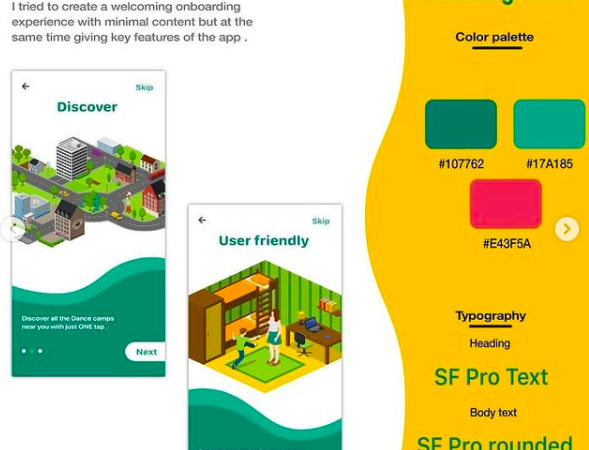 I tried to create a welcoming onboarding
experience with minimal content but at the
same time giving key features of the app .
Skip
Discover
Discover all the Dance camps
near you with just ONE tap .
Next
Skip
User friendly
Color palette
#107762
#17A185
#E43F5A
Typography
Heading
SF Pro Text
Body text
SF Pro rounded